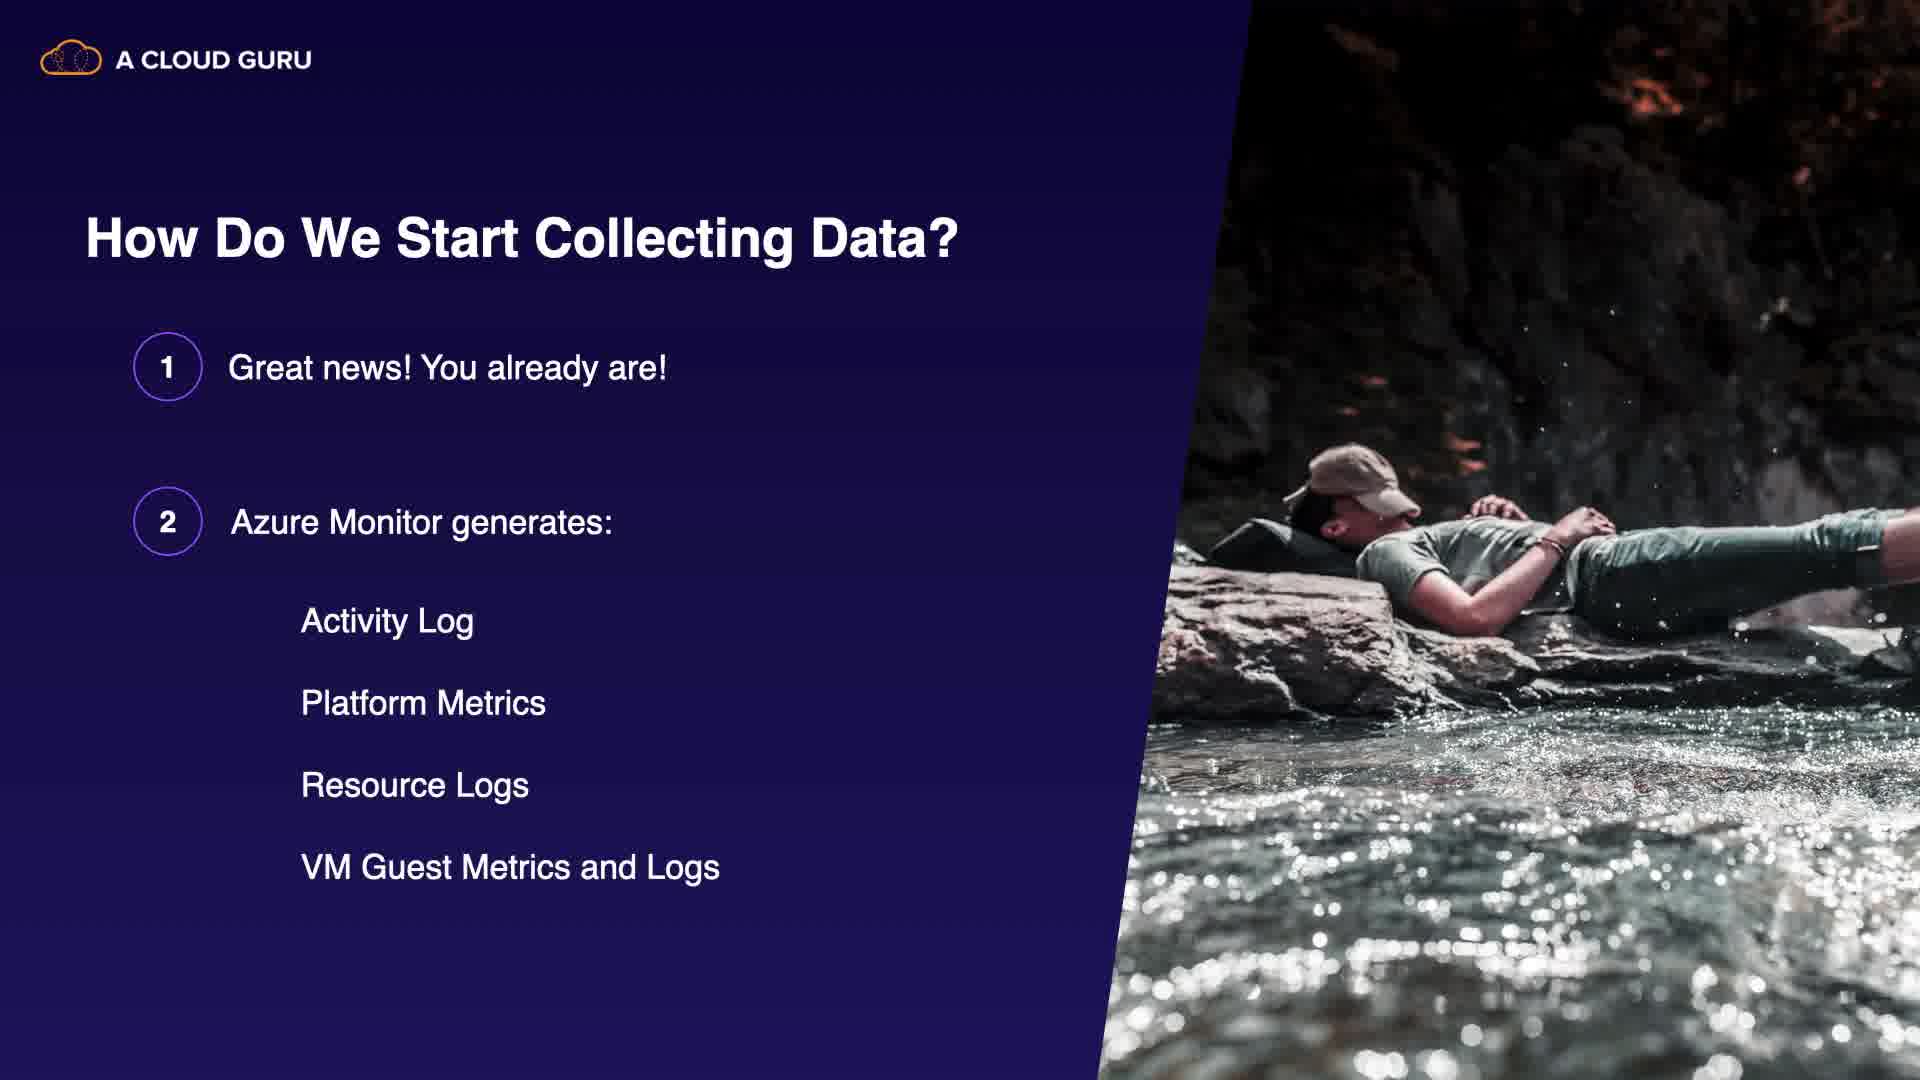 A CLOUD GURU
How Do We Start Collecting Data?
1 Great news! You already are!
2 Azure Monitor generates:
Activity Log
Platform Metrics
Resource Logs
VM Guest Metrics and Logs